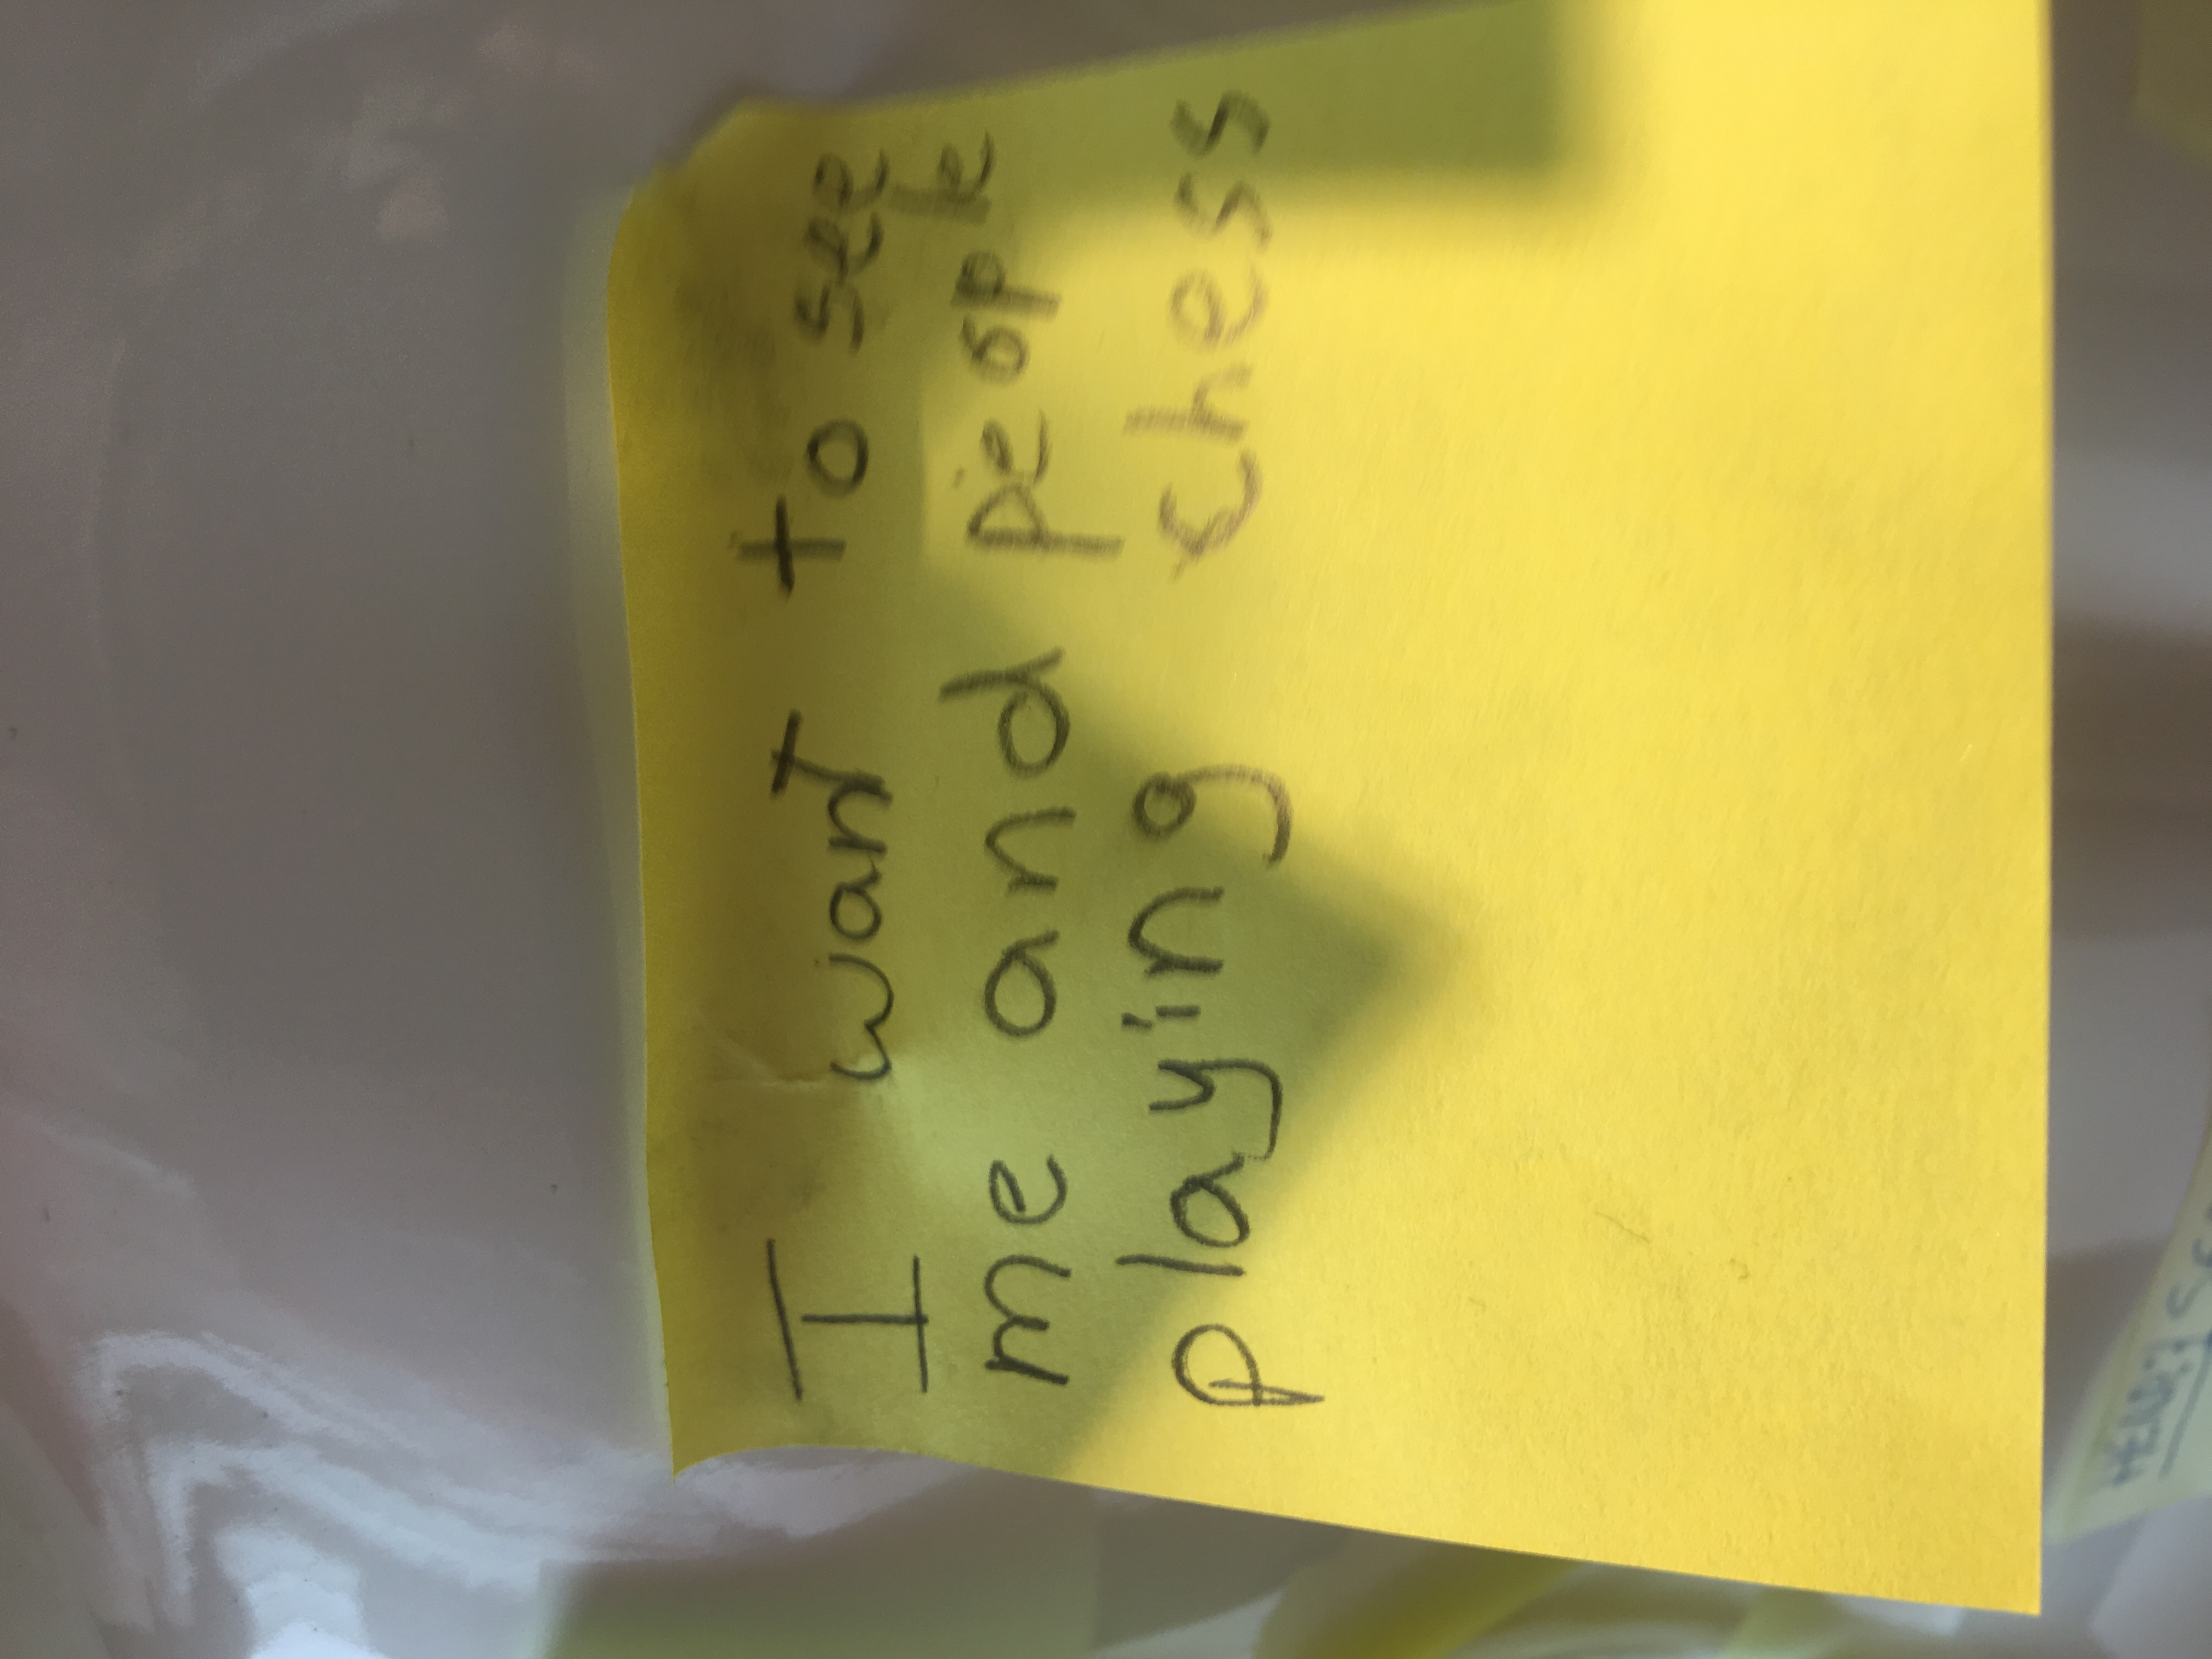 I want to see
me and people
playing chess